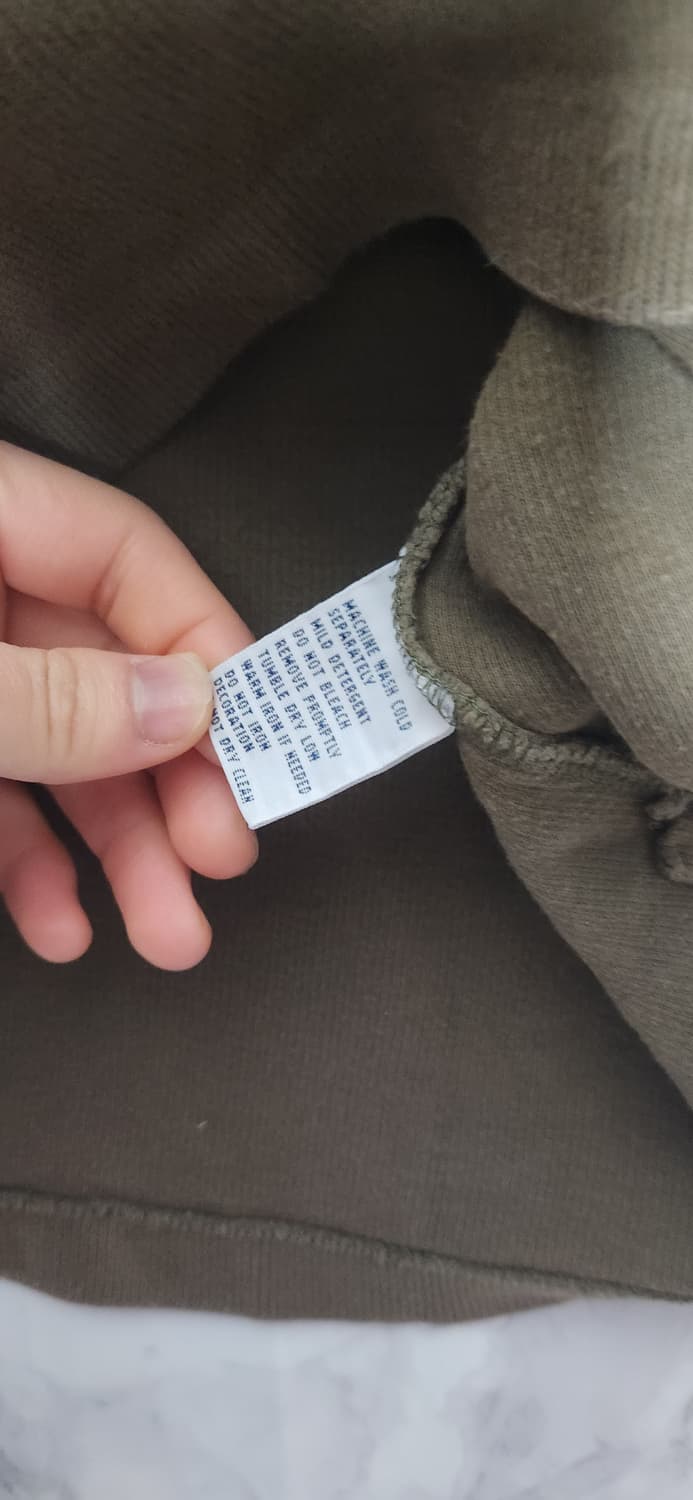 MACHINE WASH COLD
SEPARATELY
MILD DETERGENT
DO NOT BLEACH
REMOVE PROMPTLY
TUMBLE DRY LOW
WARM IRON IF NEEDED
DO NOT IRON
DECORATION
NOT DRY CLEAN